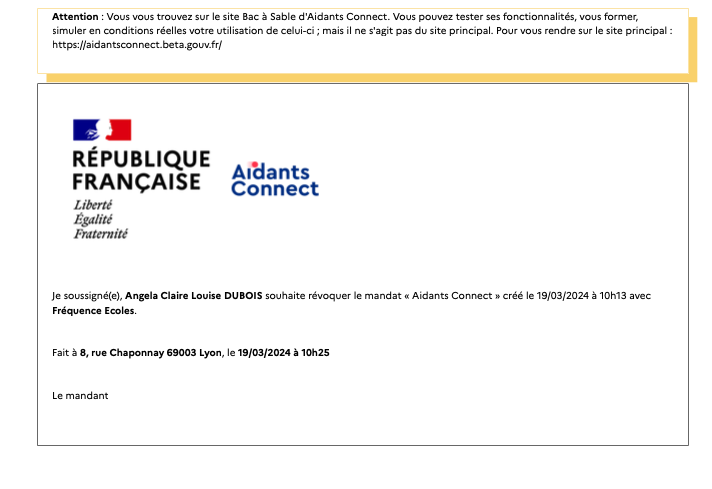 Attention : Vous vous trouvez sur le site Bac à Sable d'Aidants Connect. Vous pouvez tester ses fonctionnalités, vous former,
simuler en conditions réelles votre utilisation de celui-ci ; mais il ne s'agit pas du site principal. Pour vous rendre sur le site principal :
https://aidantsconnect.beta.gouv.fr/
RÉPUBLIQUE
FRANÇAISE
Liberté
Égalité
Fraternité
Aidants
Connect
Je soussigné(e), Angela Claire Louise DUBOIS souhaite révoquer le mandat « Aidants Connect » créé le 19/03/2024 à 10h13 avec
Fréquence Ecoles.
Fait à 8, rue Chaponnay 69003 Lyon, le 19/03/2024 à 10h25
Le mandant